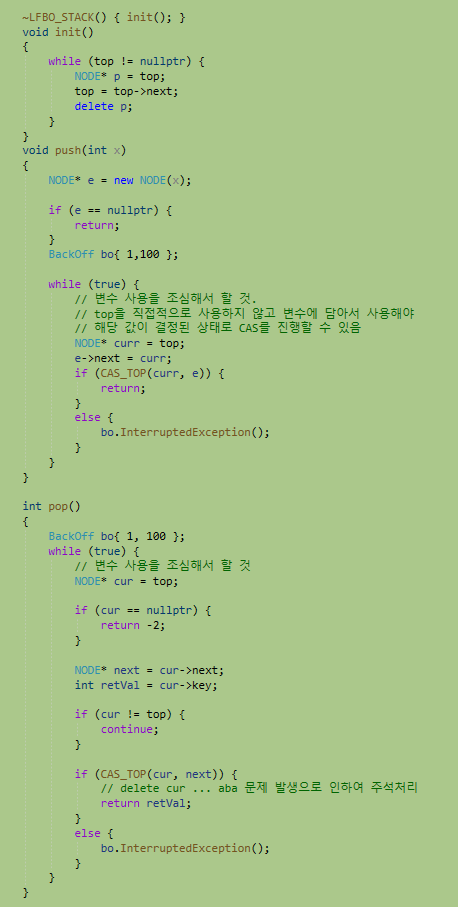 ~LFBO_STACK() { init(); }
void init()
{
    while (top != nullptr) {
        NODE* p = top;
        top = top->next;
        delete p;
    }
}
void push(int x)
{
    NODE* e = new NODE(x);

    if (e == nullptr) {
        return;
    }
    BackOff bo{ 1,100 };

    while (true) {
        // 변수 사용을 조심해서 할 것.
        // top을 직접적으로 사용하지 않고 변수에 담아서 사용해야
        // 해당 값이 결정된 상태로 CAS를 진행할 수 있음
        NODE* curr = top;
        e->next = curr;
        if (CAS_TOP(curr, e)) {
            return;
        }
        else {
            bo.InterruptedException();
        }
    }
}

int pop()
{
    BackOff bo{ 1, 100 };
    while (true) {
        // 변수 사용을 조심해서 할 것
        NODE* cur = top;

        if (cur == nullptr) {
            return -2;
        }

        NODE* next = cur->next;
        int retVal = cur->key;

        if (cur != top) {
            continue;
        }

        if (CAS_TOP(cur, next)) {
            // delete cur ... aba 문제 발생으로 인하여 주석처리
            return retVal;
        }
        else {
            bo.InterruptedException();
        }
    }
}